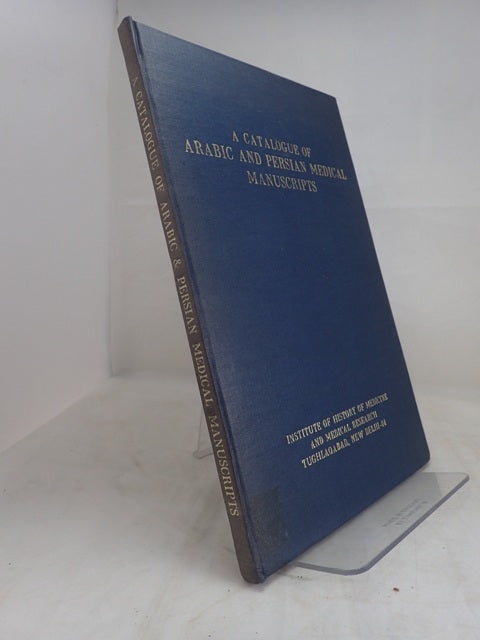 A CATALOGUE OF
ARABIC AND PERSIAN MEDICAL
MANUSCRIPTS
INSTITUTE OF HISTORY OF MEDICINE
AND MEDICAL RESEARCH
TUGHLAQABAD, NEW DELHI-44
A CATALOGUE OF ARABIC & PERSIAN MEDICAL MANUSCRIPTS